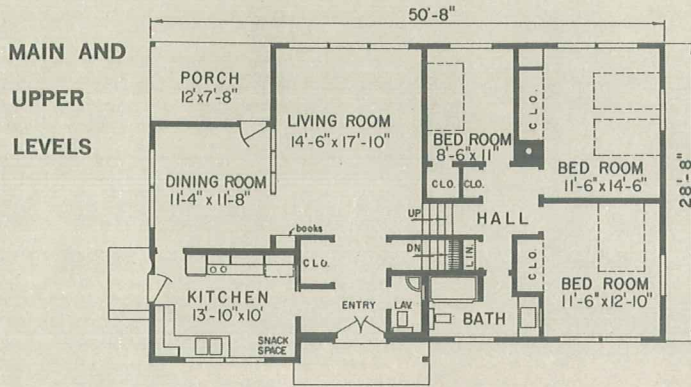 50'-8"
MAIN AND
UPPER
LEVELS
PORCH
12'x7'-8"
LIVING ROOM
14'-6"x17'-10"
BED ROOM
8'-6"x11'
CLO.
CLO.
CLO.
BED ROOM
11'-6"x14'-6"
28'-8"
DINING ROOM
11'-4"x11'-8"
books
UP
HALL
DN
LIN.
CLO.
CLO.
BED ROOM
11'-6"x12'-10"
KITCHEN
13'-10"x10'
SNACK
SPACE
ENTRY
LAV.
BATH